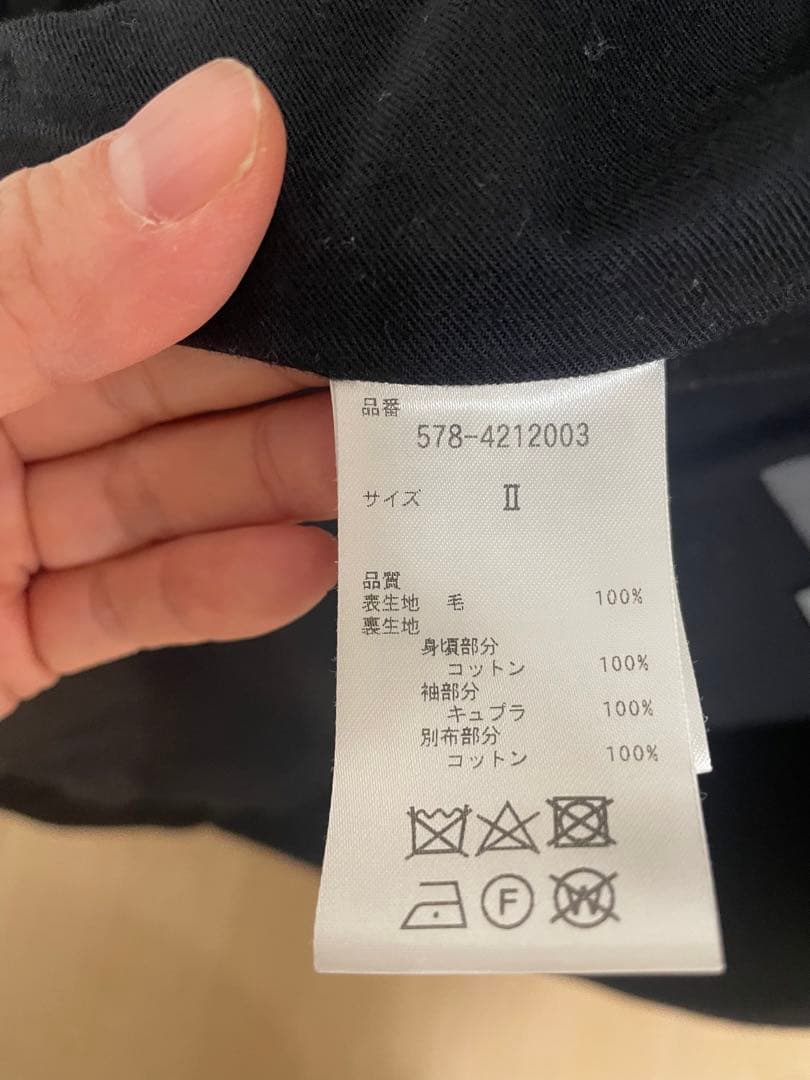 品番
578-4212003
サイズ Ⅱ
品質
表生地 毛 100%
裏生地
身頃部分
コットン 100%
袖部分
キュプラ 100%
別布部分
コットン 100%
F W